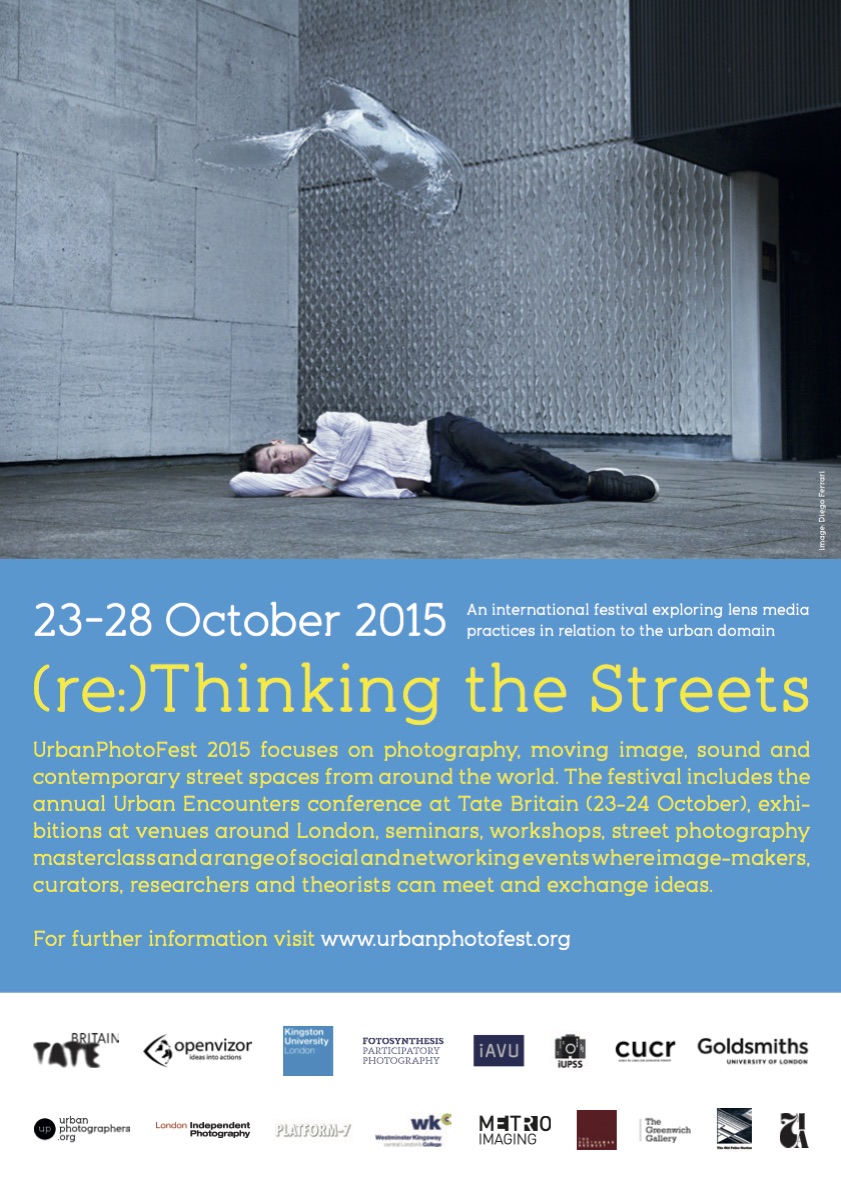 image: Diego Ferrari
23-28 October 2015
An international festival exploring lens media
practices in relation to the urban domain
(re:)Thinking the Streets
UrbanPhotoFest 2015 focuses on photography, moving image, sound and
contemporary street spaces from around the world. The festival includes the
annual Urban Encounters conference at Tate Britain (23-24 October), exhi-
bitions at venues around London, seminars, workshops, street photography
masterclass and a range of social and networking events where image-makers,
curators, researchers and theorists can meet and exchange ideas.
For further information visit www.urbanphotofest.org
BRITAIN
TATE
openvizor
ideas into actions
Kingston
University
London
FOTOSYNTHESIS
PARTICIPATORY
PHOTOGRAPHY
iAVU
iUPSS
cucr
Goldsmiths
UNIVERSITY OF LONDON
up
urban
photographers
.org
London Independent
Photography
PLATFORM-7
wkc
Westminster Kingsway
central London's College
METRO
IMAGING
The
Greenwich
Gallery